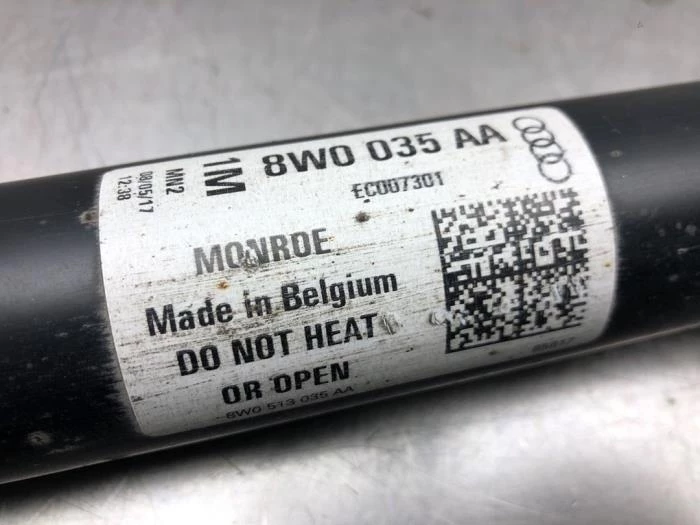 1M 8W0 035 AA
MN2
08/05/17
12:38
EC007301
MONROE
Made in Belgium
DO NOT HEAT
OR OPEN
8W0 513 035 AA